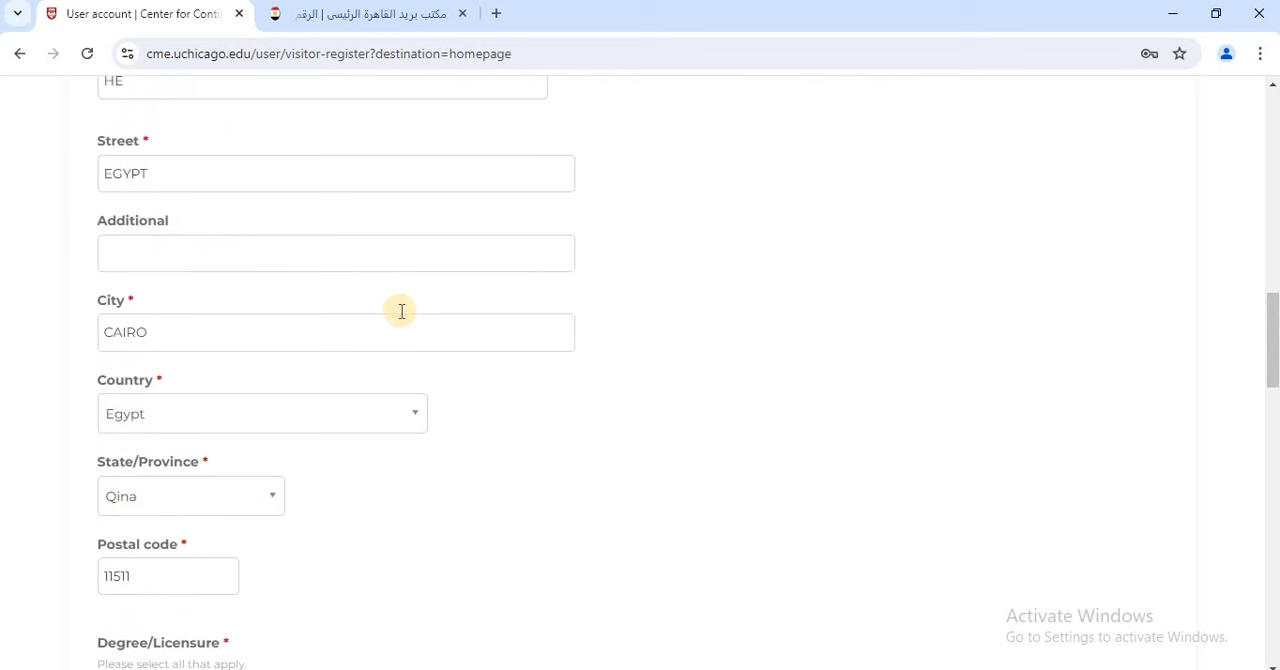 User account | Center for Conti
مكتب بريد القاهرة الرئيسى | الرقم
cme.uchicago.edu/user/visitor-register?destination=homepage
HE
Street *
EGYPT
Additional
City *
CAIRO
Country *
Egypt
State/Province *
Qina
Postal code *
11511
Degree/Licensure *
Please select all that apply.
Activate Windows
Go to Settings to activate Windows.